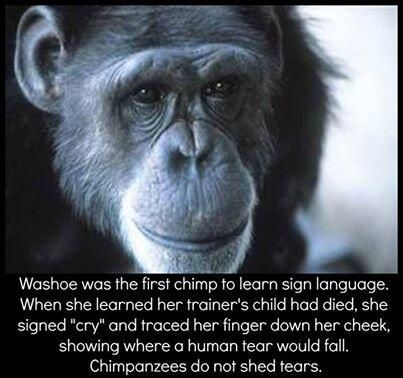 Washoe was the first chimp to learn sign language.
When she learned her trainer's child had died, she
signed "cry" and traced her finger down her cheek,
showing where a human tear would fall.
Chimpanzees do not shed tears.